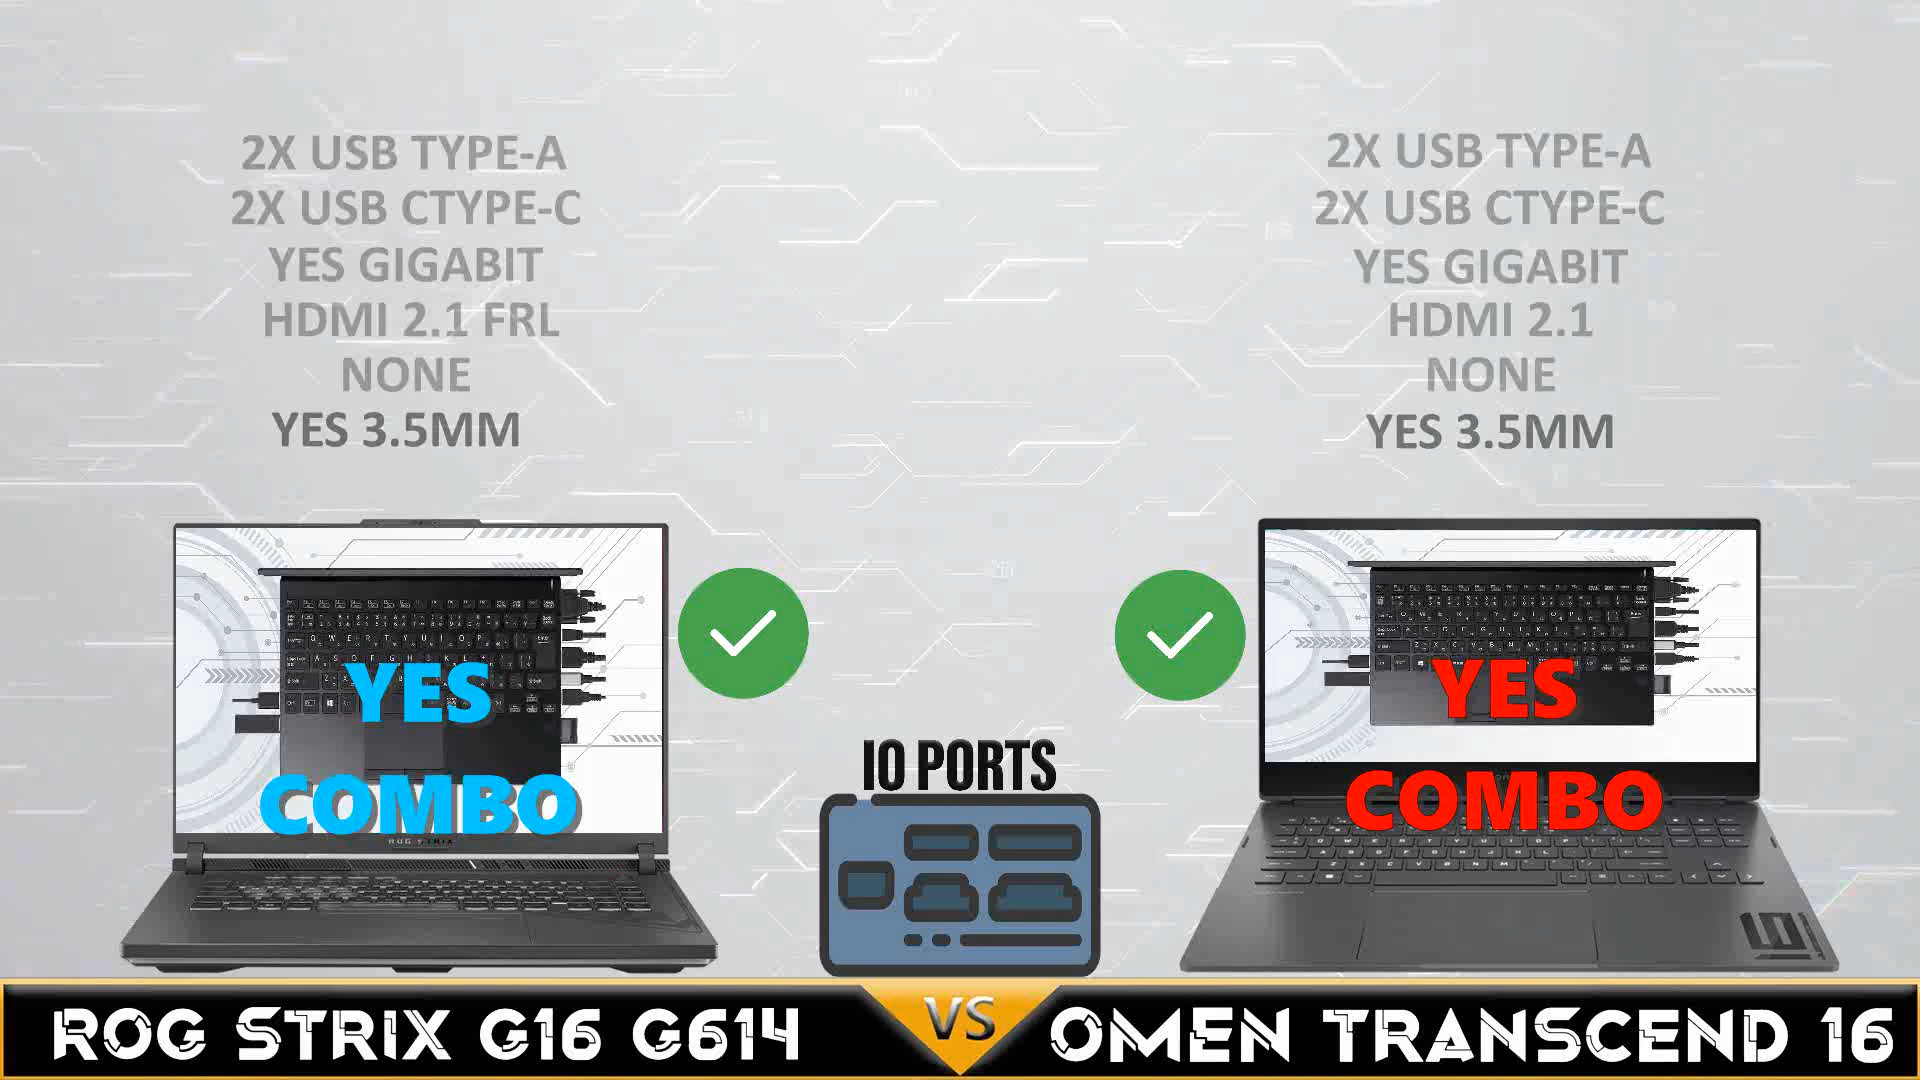 2X USB TYPE-A
2X USB CTYPE-C
YES GIGABIT
HDMI 2.1 FRL
NONE
YES 3.5MM
2X USB TYPE-A
2X USB CTYPE-C
YES GIGABIT
HDMI 2.1
NONE
YES 3.5MM
YES
COMBO
ROG STRIX
YES
COMBO
IO PORTS
ROG STRIX G16 G614
VS
OMEN TRANSCEND 16